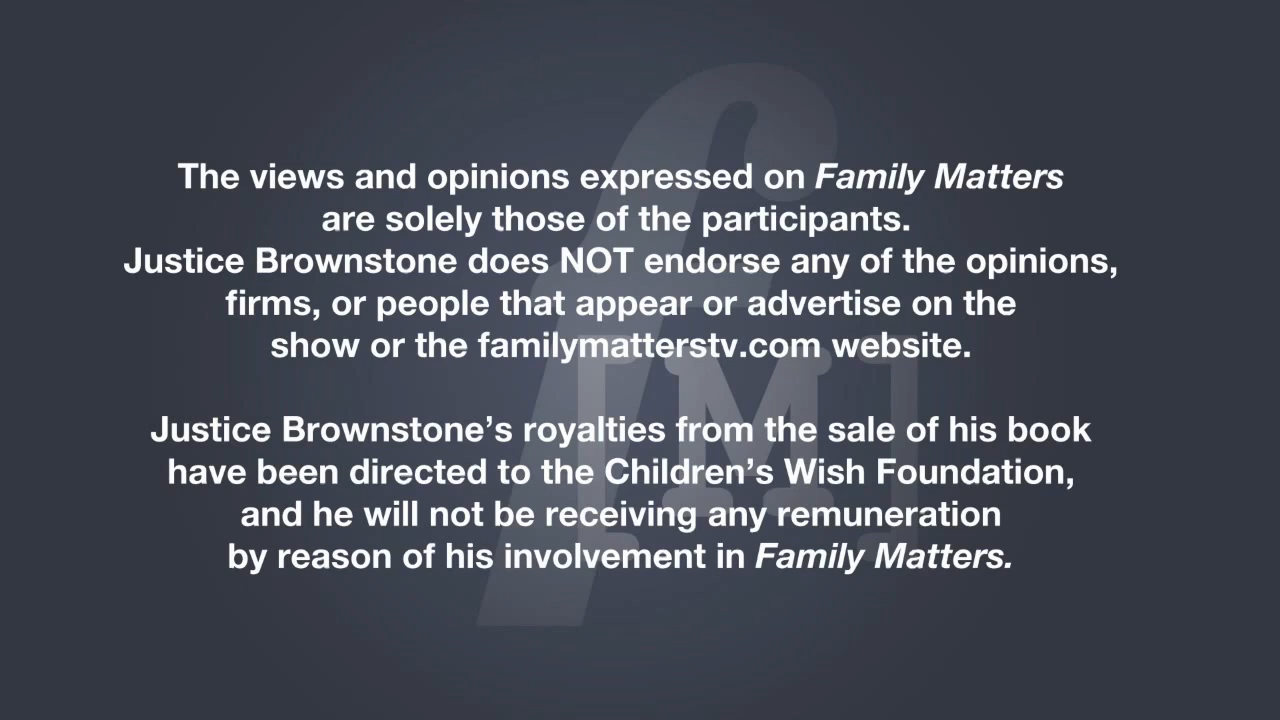 The views and opinions expressed on Family Matters
are solely those of the participants.
Justice Brownstone does NOT endorse any of the opinions,
firms, or people that appear or advertise on the
show or the familymatterstv.com website.
Justice Brownstone’s royalties from the sale of his book
have been directed to the Children’s Wish Foundation,
and he will not be receiving any remuneration
by reason of his involvement in Family Matters.
f
[M]